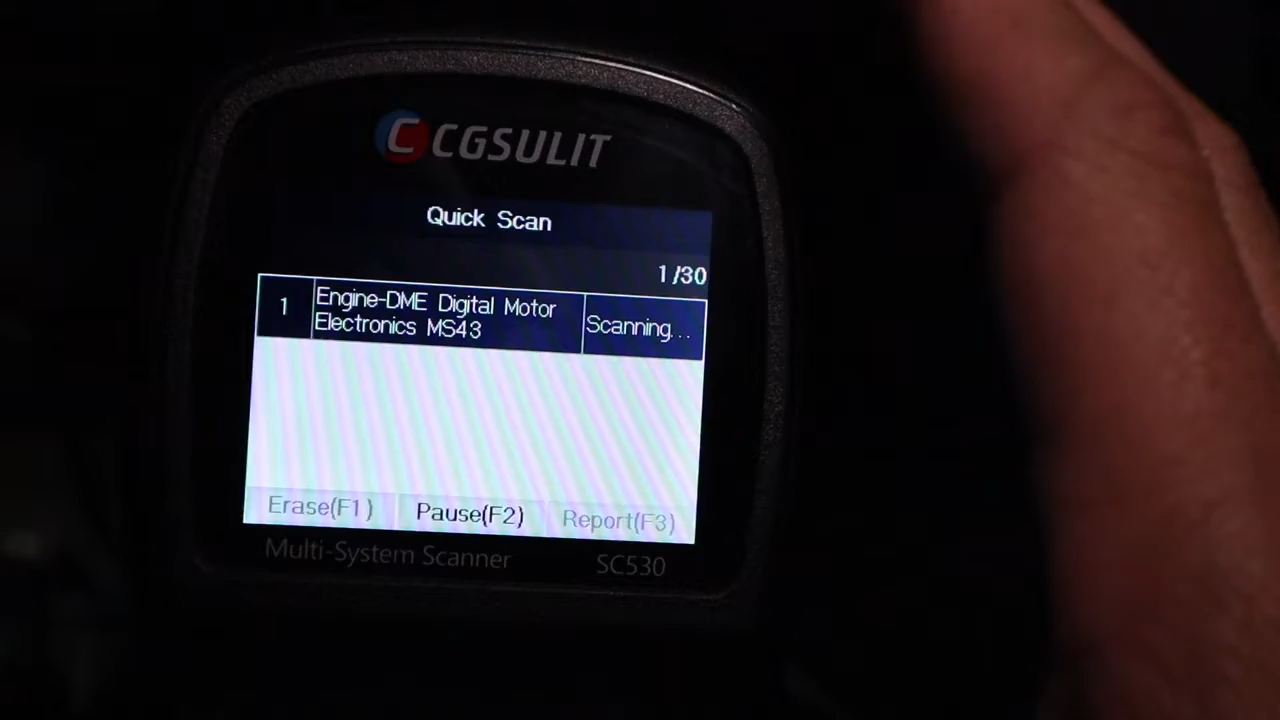 C CGSULIT
Quick Scan
1/30
1 Engine-DME Digital Motor Electronics MS43 Scanning...
Erase(F1) Pause(F2) Report(F3)
Multi-System Scanner SC530